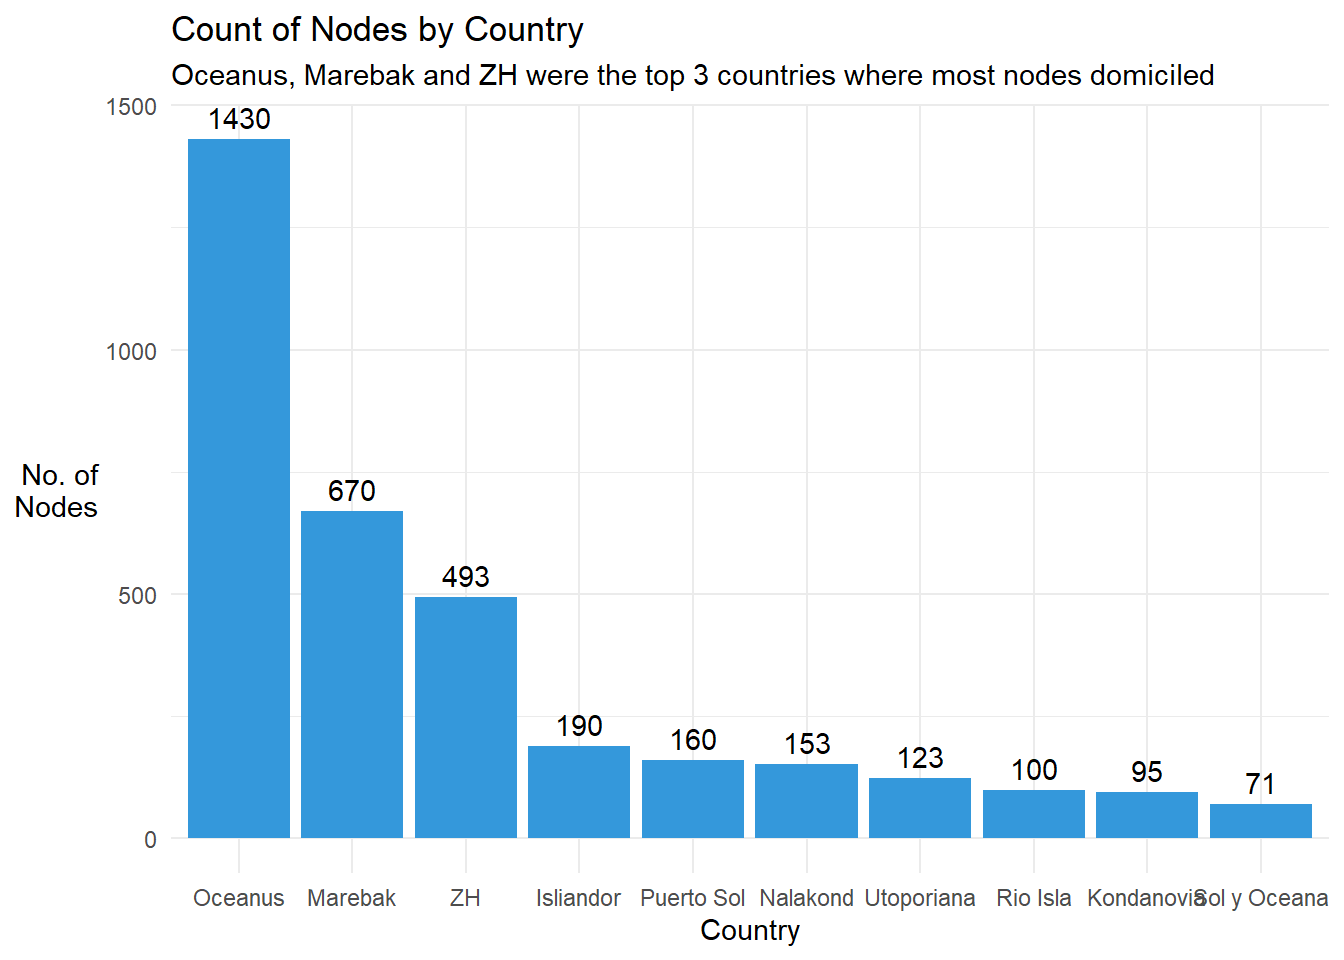 Count of Nodes by Country
Oceanus, Marebak and ZH were the top 3 countries where most nodes domiciled
1500
1000
500
0
No. of
Nodes
1430
670
493
190
160
153
123
100
95
71
Oceanus
Marebak
ZH
Isliandor
Puerto Sol
Nalakond
Utoporiana
Rio Isla
Kondanovia
Sol y Oceana
Country